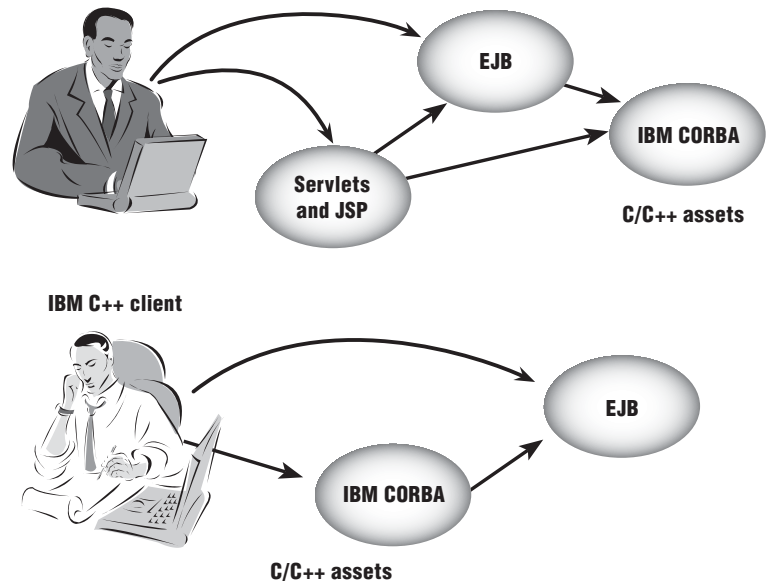 EJB
IBM CORBA
Servlets
and JSP
C/C++ assets
IBM C++ client
EJB
IBM CORBA
C/C++ assets